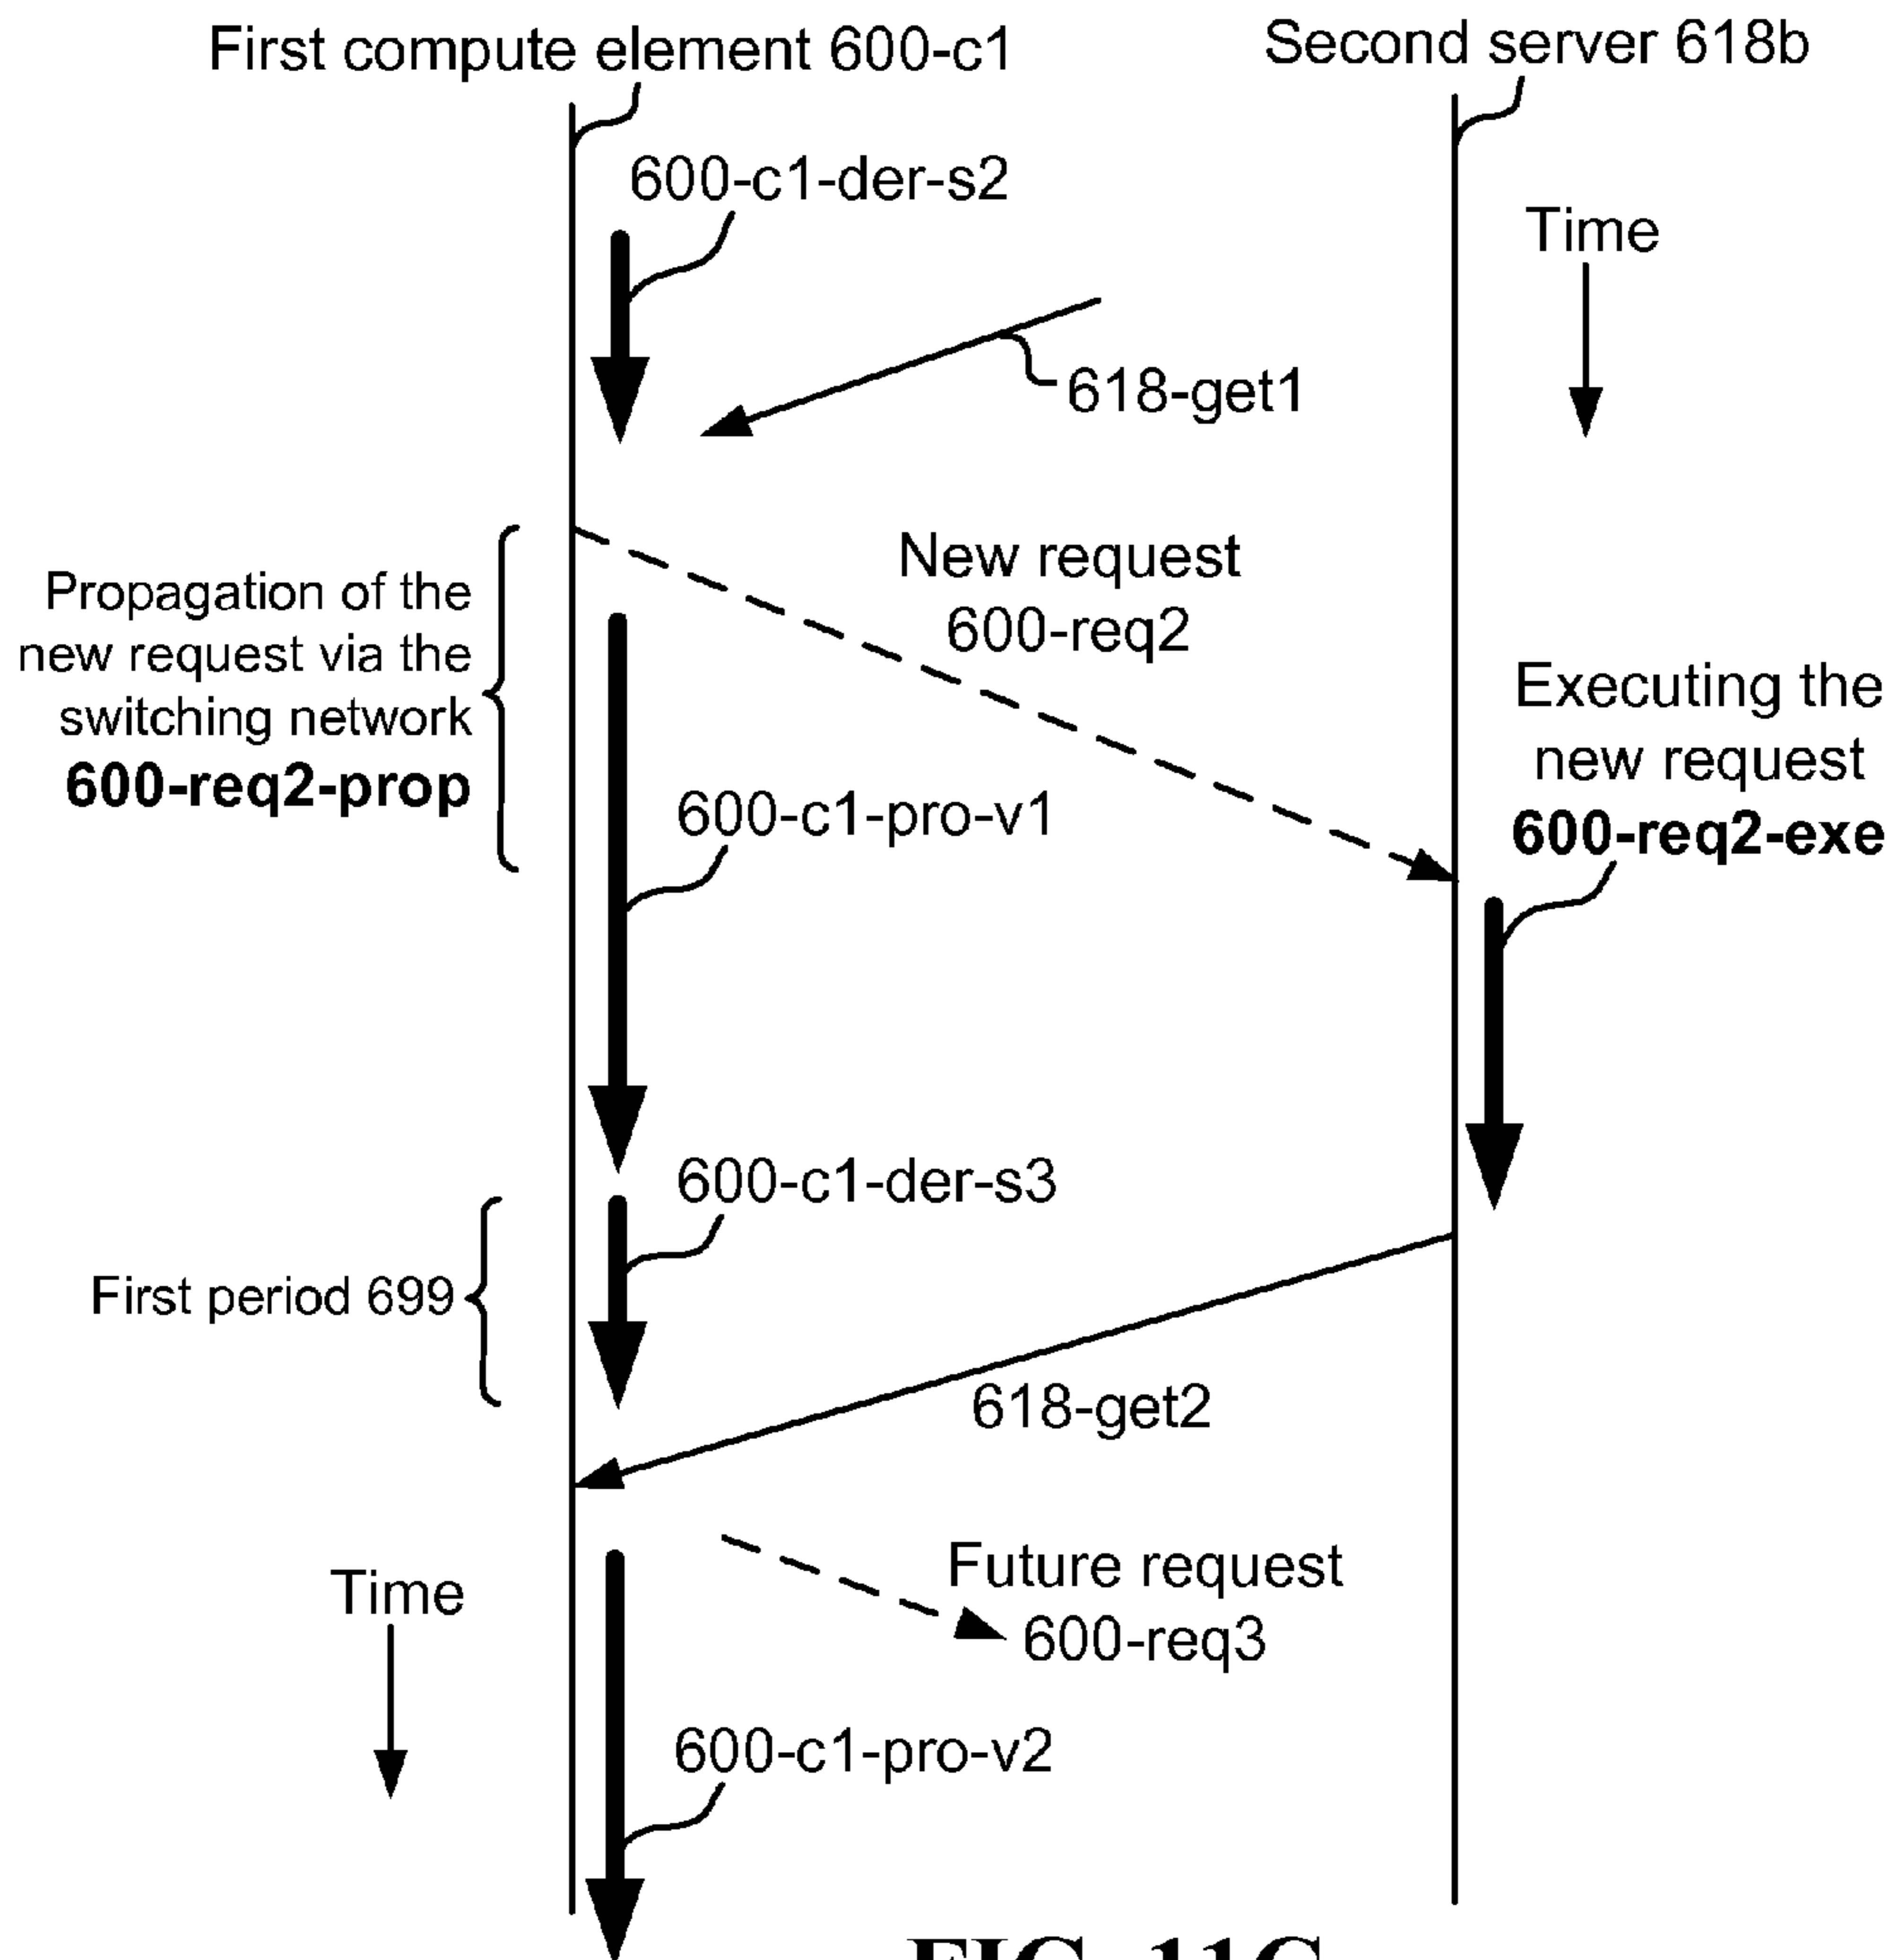 First compute element 600-c1
Second server 618b
600-c1-der-s2
Time
618-get1
New request
600-req2
Propagation of the
new request via the
switching network
600-req2-prop
Executing the
new request
600-req2-exe
600-c1-pro-v1
600-c1-der-s3
First period 699
618-get2
Future request
600-req3
Time
600-c1-pro-v2
FIG. 11C